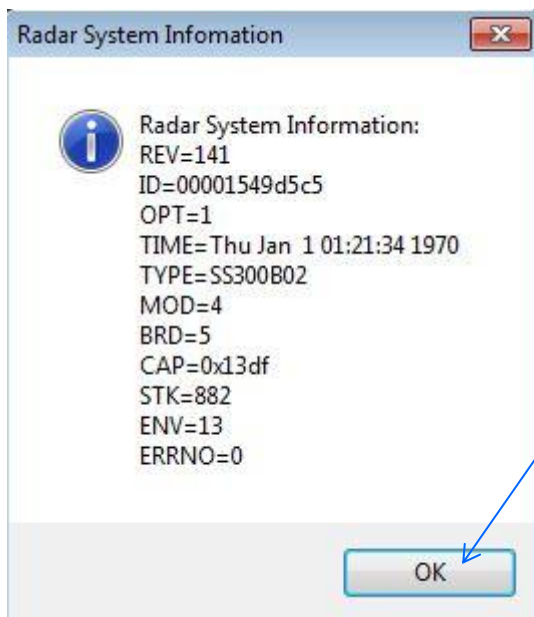 Radar System Infomation
Radar System Information:
REV=141
ID=00001549d5c5
OPT=1
TIME=Thu Jan  1 01:21:34 1970
TYPE=SS300B02
MOD=4
BRD=5
CAP=0x13df
STK=882
ENV=13
ERRNO=0
OK